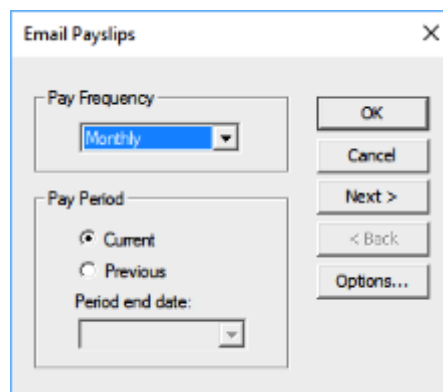 Email Payslips
Pay Frequency
Monthly
Pay Period
Current
Previous
Period end date:
OK
Cancel
Next >
< Back
Options...